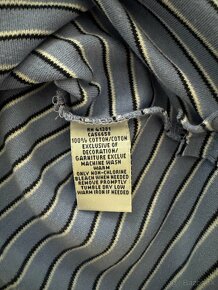 RN 41381
CA56650
100% COTTON/COTON
EXCLUSIVE OF
DECORATION/
GARNITURE EXCLUE
MACHINE WASH
WARM
ONLY NON-CHLORINE
BLEACH WHEN NEEDED
REMOVE PROMPTLY
TUMBLE DRY LOW
WARM IRON IF NEEDED